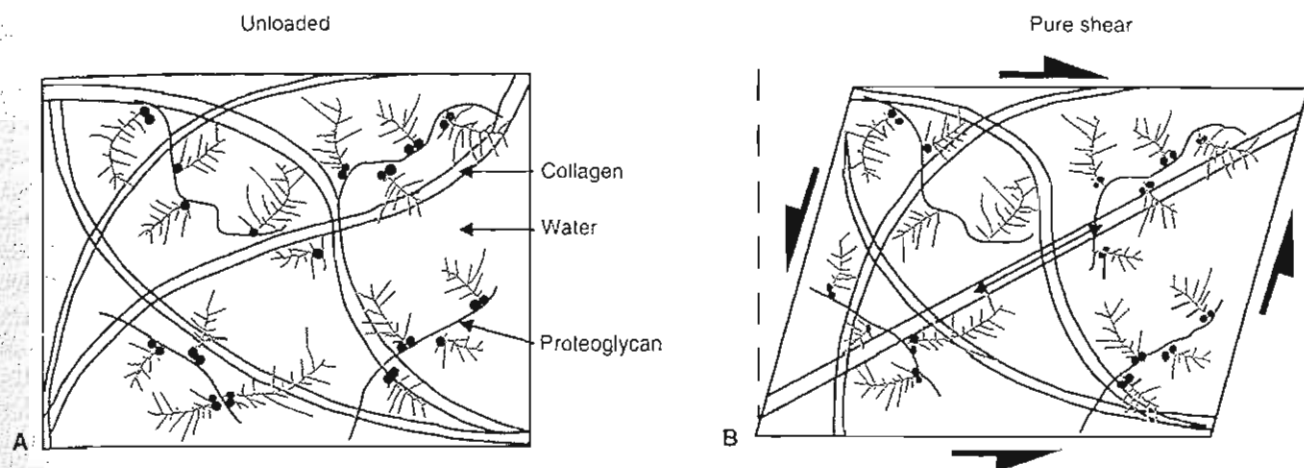 Unloaded
Pure shear
Collagen
Water
Proteoglycan
A
B